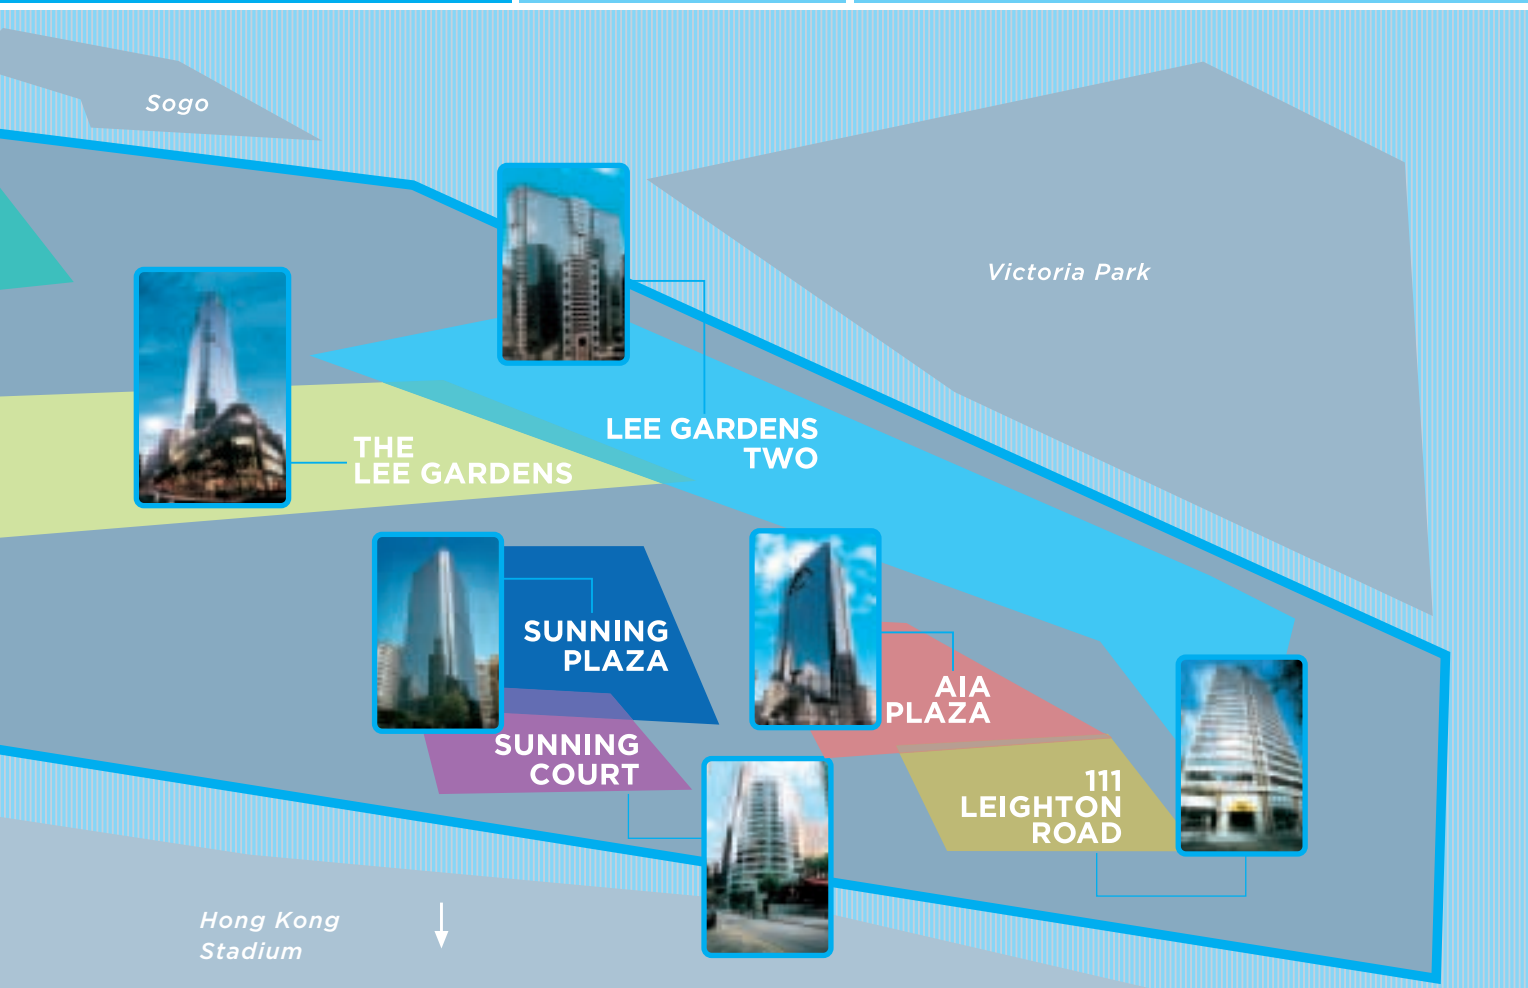 Sogo
Victoria Park
LEE GARDENS
TWO
THE
LEE GARDENS
SUNNING
PLAZA
AIA
PLAZA
SUNNING
COURT
111
LEIGHTON
ROAD
Hong Kong
Stadium